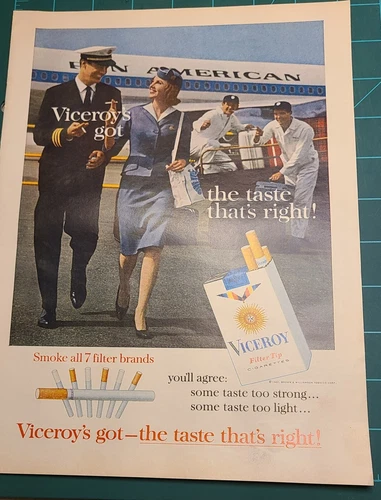 PAN AMERICAN
Viceroy's
got
the taste
that's right!
VICEROY
Filter Tip
CIGARETTES
Smoke all 7 filter brands
you'll agree:
some taste too strong...
some taste too light...
Viceroy's got—the taste that's right!